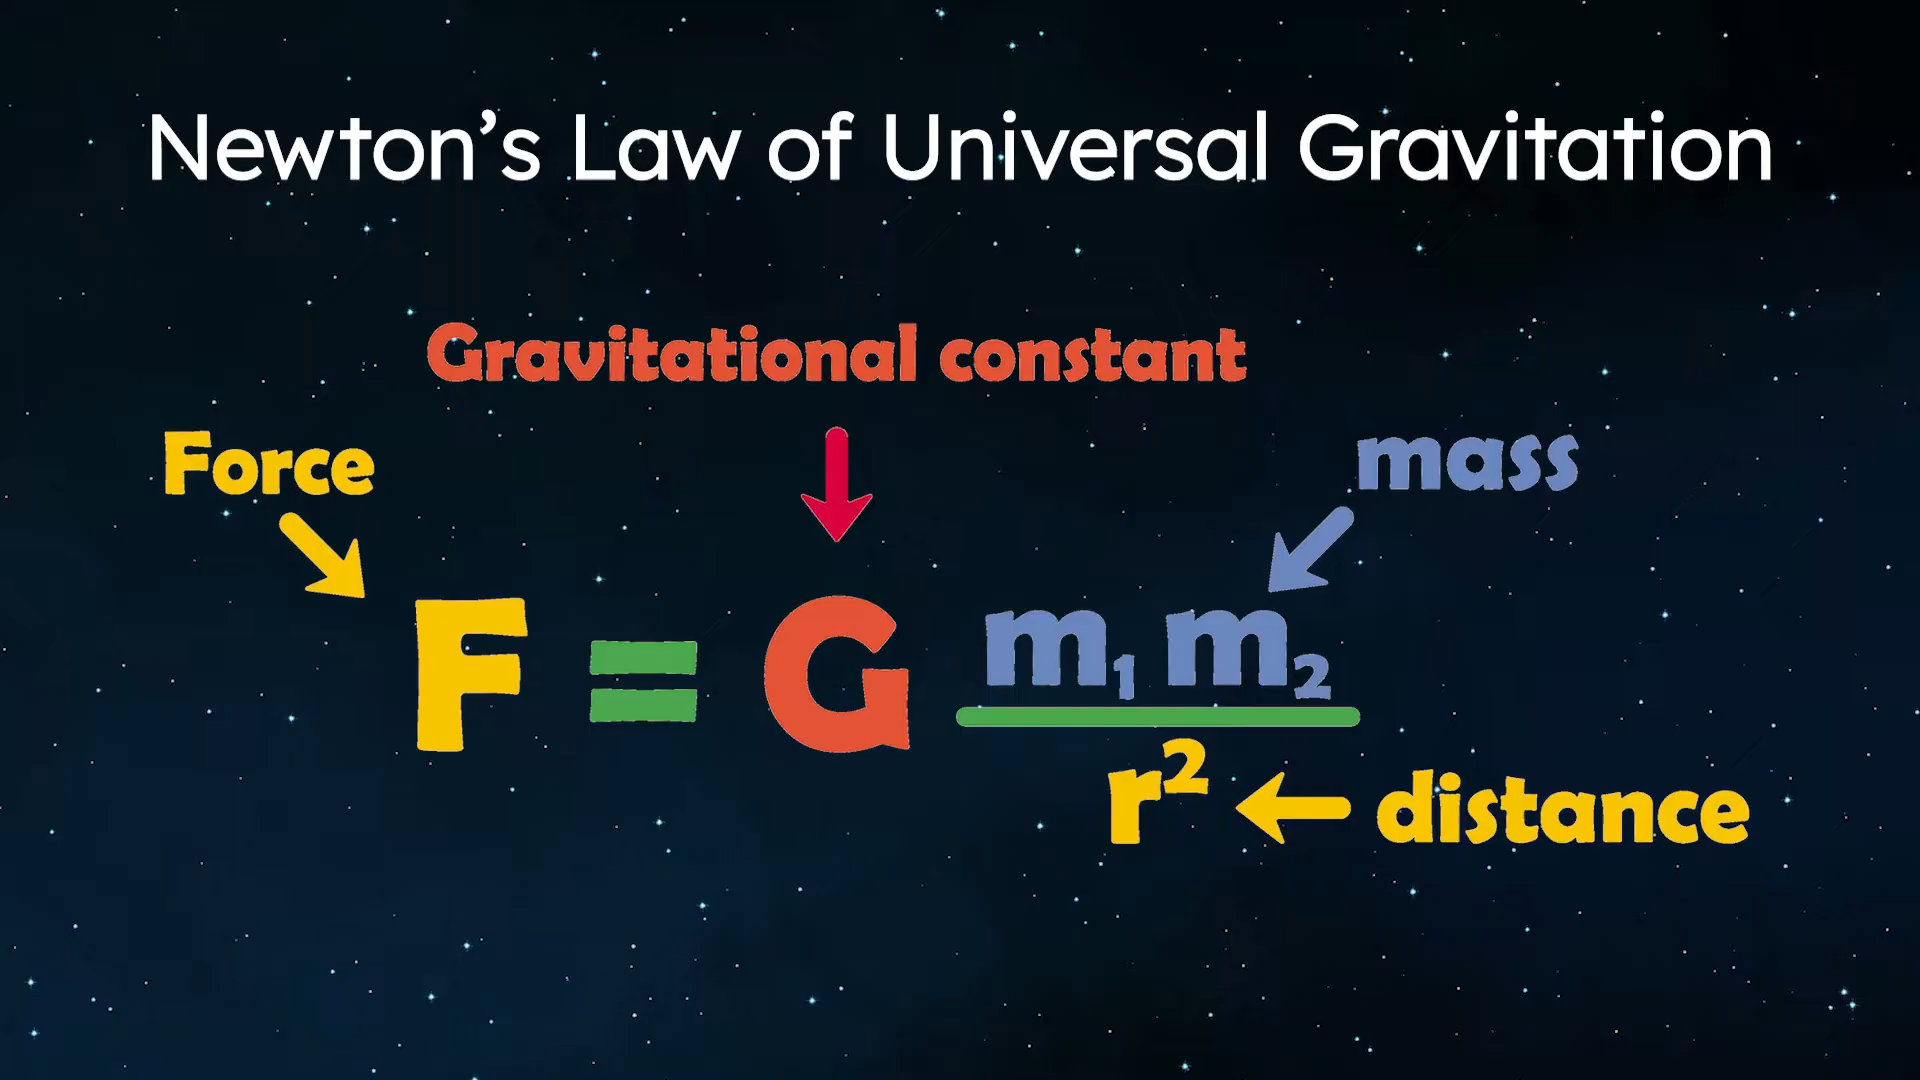 Newton’s Law of Universal Gravitation
Gravitational constant
Force
mass
F = G m₁ m₂
r² ← distance